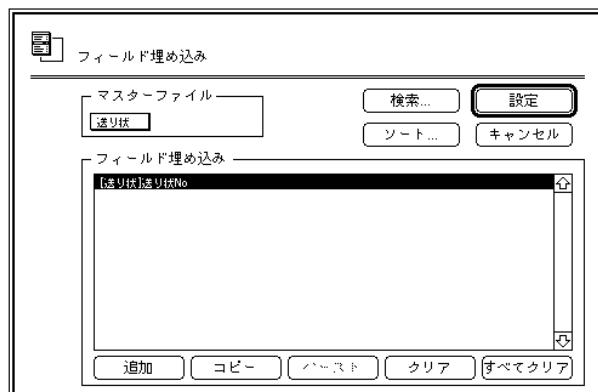 フィールド埋め込み
マスターファイル
送り状
検索...
設定
ソート...
キャンセル
フィールド埋め込み
[送り状]送り状No
追加
コピー
ペースト
クリア
すべてクリア